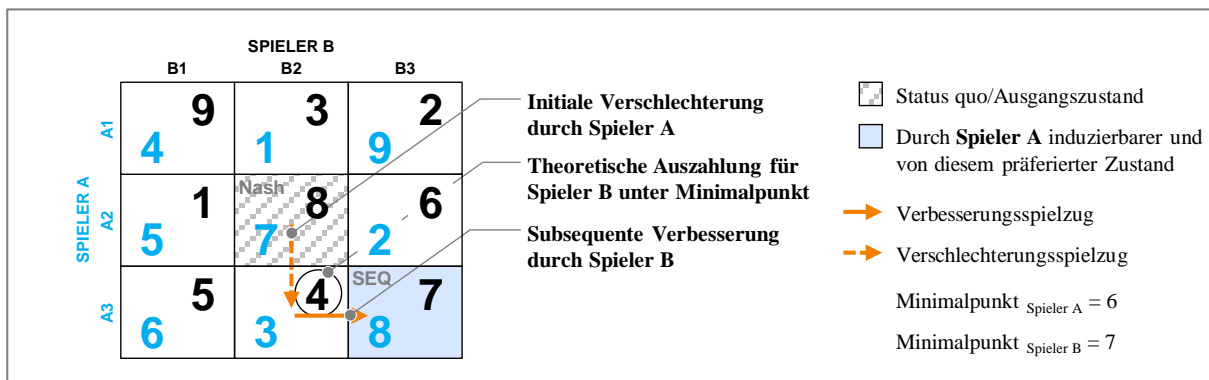 SPIELER B
B1 B2 B3
SPIELER A
A1
9 3 2
4 1 9
A2
Nash
1 8 6
5 7 2
A3
SEQ
5 4 7
6 3 8
Initiale Verschlechterung
durch Spieler A
Theoretische Auszahlung für
Spieler B unter Minimalpunkt
Subsequente Verbesserung
durch Spieler B
Status quo/Ausgangszustand
Durch Spieler A induzierbarer und
von diesem präferierter Zustand
Verbesserungsspielzug
Verschlechterungsspielzug
Minimalpunkt Spieler A = 6
Minimalpunkt Spieler B = 7